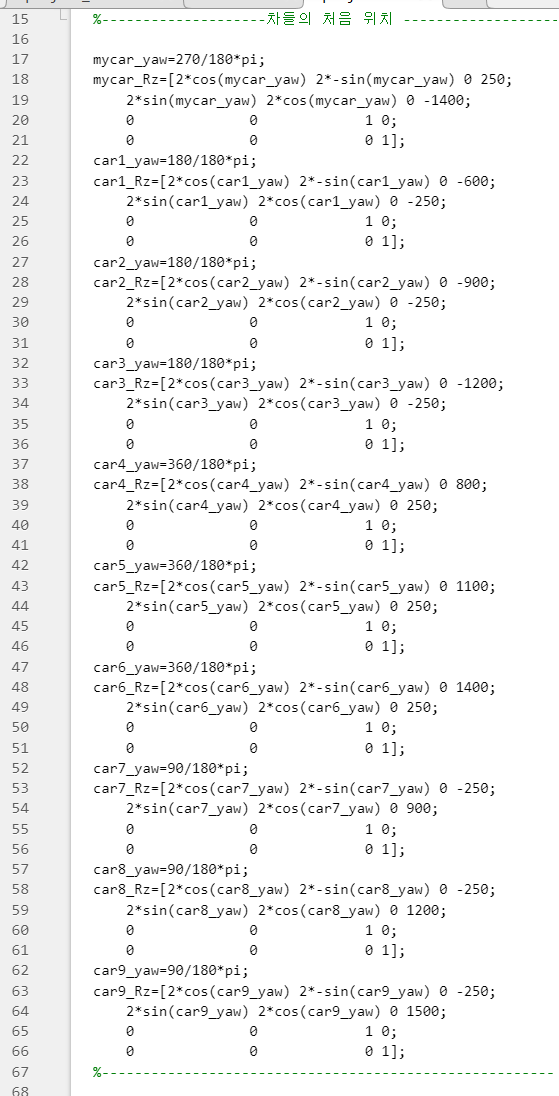 15 %--------------------차들의 처음 위치 -------------------
16
17 mycar_yaw=270/180*pi;
18 mycar_Rz=[2*cos(mycar_yaw) 2*-sin(mycar_yaw) 0 250;
19 2*sin(mycar_yaw) 2*cos(mycar_yaw) 0 -1400;
20 0 0 1 0;
21 0 0 0 1];
22 car1_yaw=180/180*pi;
23 car1_Rz=[2*cos(car1_yaw) 2*-sin(car1_yaw) 0 -600;
24 2*sin(car1_yaw) 2*cos(car1_yaw) 0 -250;
25 0 0 1 0;
26 0 0 0 1];
27 car2_yaw=180/180*pi;
28 car2_Rz=[2*cos(car2_yaw) 2*-sin(car2_yaw) 0 -900;
29 2*sin(car2_yaw) 2*cos(car2_yaw) 0 -250;
30 0 0 1 0;
31 0 0 0 1];
32 car3_yaw=180/180*pi;
33 car3_Rz=[2*cos(car3_yaw) 2*-sin(car3_yaw) 0 -1200;
34 2*sin(car3_yaw) 2*cos(car3_yaw) 0 -250;
35 0 0 1 0;
36 0 0 0 1];
37 car4_yaw=360/180*pi;
38 car4_Rz=[2*cos(car4_yaw) 2*-sin(car4_yaw) 0 800;
39 2*sin(car4_yaw) 2*cos(car4_yaw) 0 250;
40 0 0 1 0;
41 0 0 0 1];
42 car5_yaw=360/180*pi;
43 car5_Rz=[2*cos(car5_yaw) 2*-sin(car5_yaw) 0 1100;
44 2*sin(car5_yaw) 2*cos(car5_yaw) 0 250;
45 0 0 1 0;
46 0 0 0 1];
47 car6_yaw=360/180*pi;
48 car6_Rz=[2*cos(car6_yaw) 2*-sin(car6_yaw) 0 1400;
49 2*sin(car6_yaw) 2*cos(car6_yaw) 0 250;
50 0 0 1 0;
51 0 0 0 1];
52 car7_yaw=90/180*pi;
53 car7_Rz=[2*cos(car7_yaw) 2*-sin(car7_yaw) 0 -250;
54 2*sin(car7_yaw) 2*cos(car7_yaw) 0 900;
55 0 0 1 0;
56 0 0 0 1];
57 car8_yaw=90/180*pi;
58 car8_Rz=[2*cos(car8_yaw) 2*-sin(car8_yaw) 0 -250;
59 2*sin(car8_yaw) 2*cos(car8_yaw) 0 1200;
60 0 0 1 0;
61 0 0 0 1];
62 car9_yaw=90/180*pi;
63 car9_Rz=[2*cos(car9_yaw) 2*-sin(car9_yaw) 0 -250;
64 2*sin(car9_yaw) 2*cos(car9_yaw) 0 1500;
65 0 0 1 0;
66 0 0 0 1];
67 %-------------------------------------------------------
68